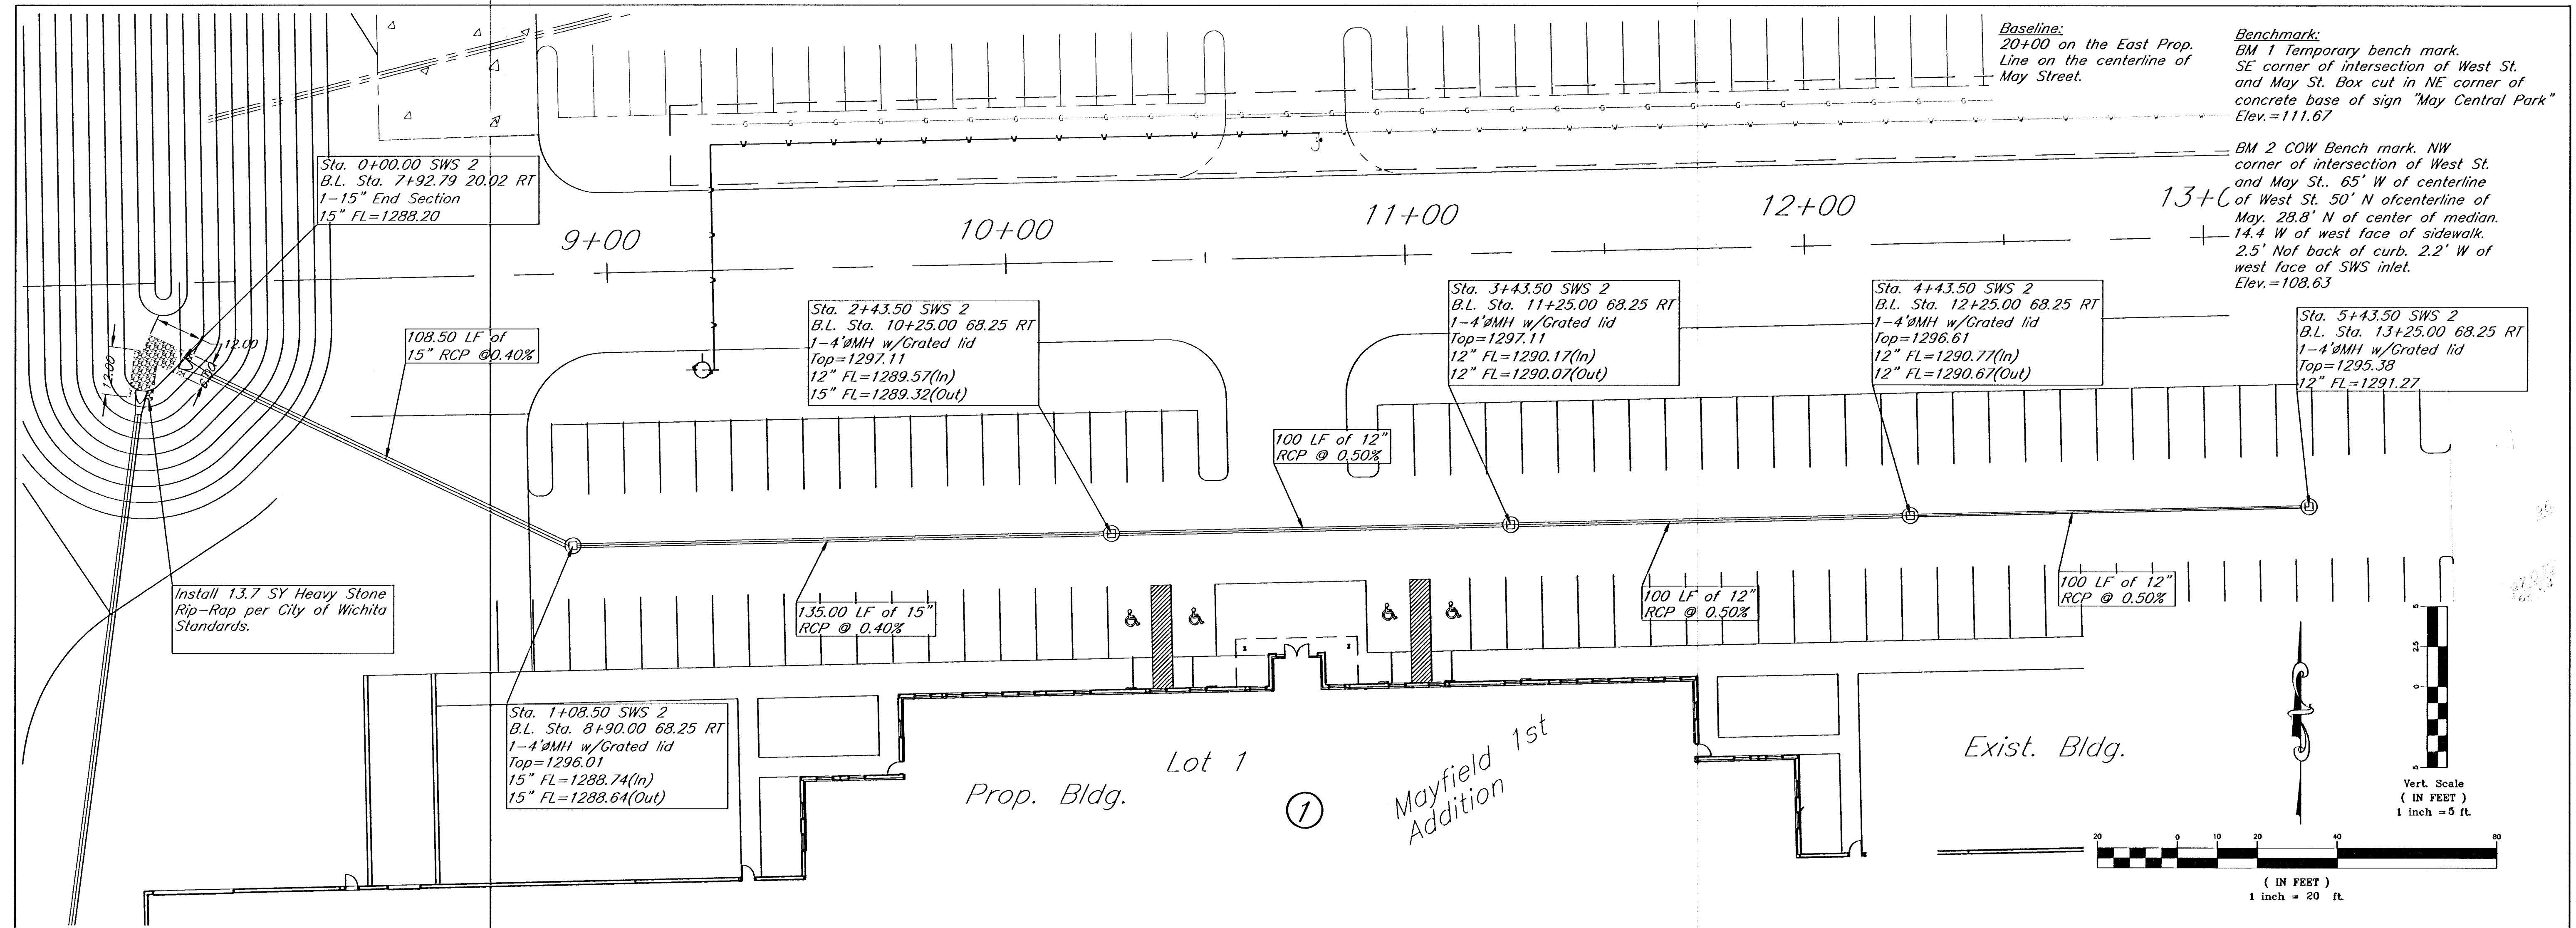 Baseline:
20+00 on the East Prop.
Line on the centerline of
May Street.
Benchmark:
BM 1 Temporary bench mark.
SE corner of intersection of West St.
and May St. Box cut in NE corner of
concrete base of sign "May Central Park"
Elev.=111.67
BM 2 COW Bench mark. NW
corner of intersection of West St.
and May St.. 65' W of centerline
of West St. 50' N ofcenterline of
May. 28.8' N of center of median.
14.4 W of west face of sidewalk.
2.5' Nof back of curb. 2.2' W of
west face of SWS inlet.
Elev.=108.63
Sta. 0+00.00 SWS 2
B.L. Sta. 7+92.79 20.02 RT
1-15" End Section
15" FL=1288.20
9+00
10+00
11+00
12+00
13+0
12.00
12.00
6.00
108.50 LF of
15" RCP @0.40%
Sta. 2+43.50 SWS 2
B.L. Sta. 10+25.00 68.25 RT
1-4'øMH w/Grated lid
Top=1297.11
12" FL=1289.57(In)
15" FL=1289.32(Out)
Sta. 3+43.50 SWS 2
B.L. Sta. 11+25.00 68.25 RT
1-4'øMH w/Grated lid
Top=1297.11
12" FL=1290.17(In)
12" FL=1290.07(Out)
Sta. 4+43.50 SWS 2
B.L. Sta. 12+25.00 68.25 RT
1-4'øMH w/Grated lid
Top=1296.61
12" FL=1290.77(In)
12" FL=1290.67(Out)
Sta. 5+43.50 SWS 2
B.L. Sta. 13+25.00 68.25 RT
1-4'øMH w/Grated lid
Top=1295.38
12" FL=1291.27
100 LF of 12"
RCP @ 0.50%
Install 13.7 SY Heavy Stone
Rip-Rap per City of Wichita
Standards.
135.00 LF of 15"
RCP @ 0.40%
100 LF of 12"
RCP @ 0.50%
100 LF of 12"
RCP @ 0.50%
Sta. 1+08.50 SWS 2
B.L. Sta. 8+90.00 68.25 RT
1-4'øMH w/Grated lid
Top=1296.01
15" FL=1288.74(In)
15" FL=1288.64(Out)
Lot 1
Prop. Bldg.
1
Mayfield 1st
Addition
Exist. Bldg.
5
2.5
0
5
Vert. Scale
( IN FEET )
1 inch =5 ft.
20 0 10 20 40 80
( IN FEET )
1 inch = 20 ft.